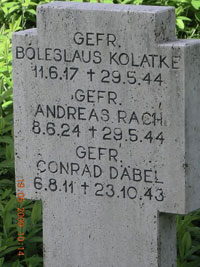 GEFR.
BOLESLAUS KOLATKE
11.6.17 † 29.5.44
GEFR.
ANDREAS RACH
8.6.24 † 29.5.44
GEFR.
CONRAD DÄBEL
6.8.11 † 23.10.43